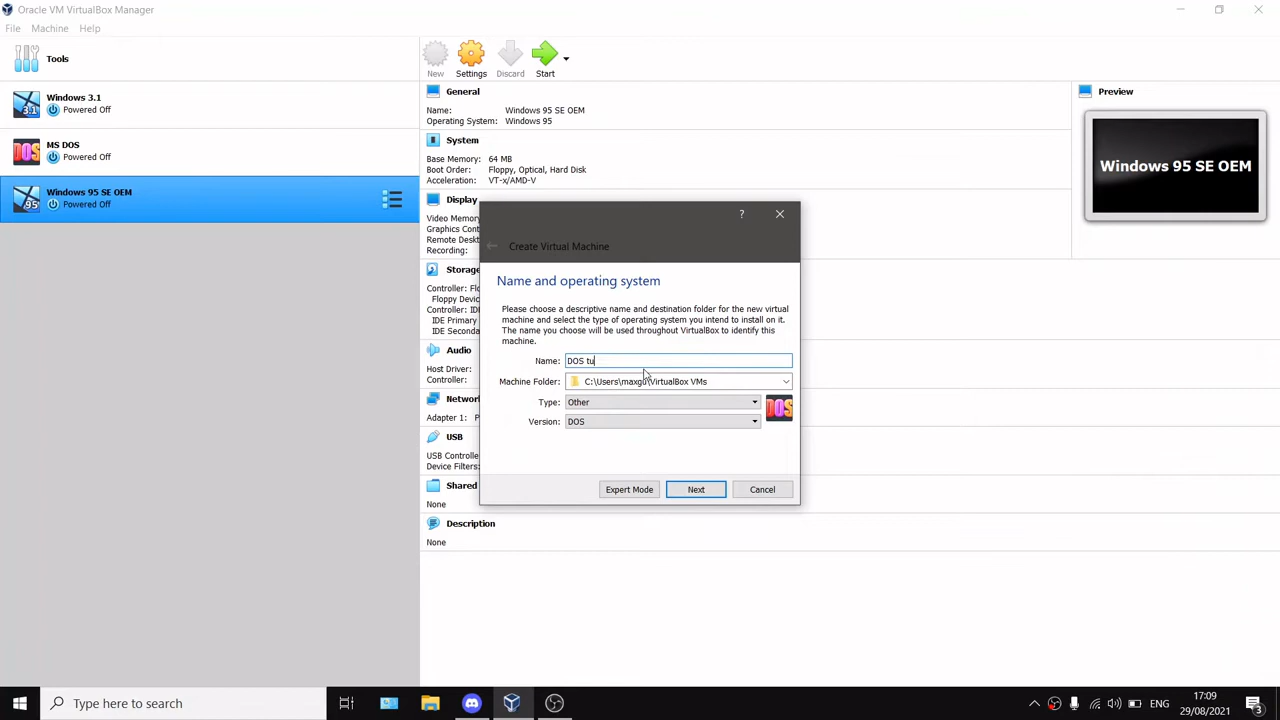 Oracle VM VirtualBox Manager
File Machine Help
Tools
New Settings Discard Start
Windows 3.1
Powered Off
MS DOS
Powered Off
Windows 95 SE OEM
Powered Off
General
Name: Windows 95 SE OEM
Operating System: Windows 95
System
Base Memory: 64 MB
Boot Order: Floppy, Optical, Hard Disk
Acceleration: VT-x/AMD-V
Display
Video Memory
Graphics Cont
Remote Deskt
Recording:
Storage
Controller: Flo
Floppy Device
Controller: IDE
IDE Primary
IDE Seconda
Audio
Host Driver:
Controller:
Network
Adapter 1: P
USB
USB Controlle
Device Filters:
Shared
None
Description
None
Preview
Windows 95 SE OEM
?
Create Virtual Machine
Name and operating system
Please choose a descriptive name and destination folder for the new virtual
machine and select the type of operating system you intend to install on it.
The name you choose will be used throughout VirtualBox to identify this
machine.
Name: DOS tu
Machine Folder: C:\Users\maxgu\VirtualBox VMs
Type: Other
Version: DOS
DOS
Expert Mode Next Cancel
Type here to search
ENG
17:09
29/08/2021
3